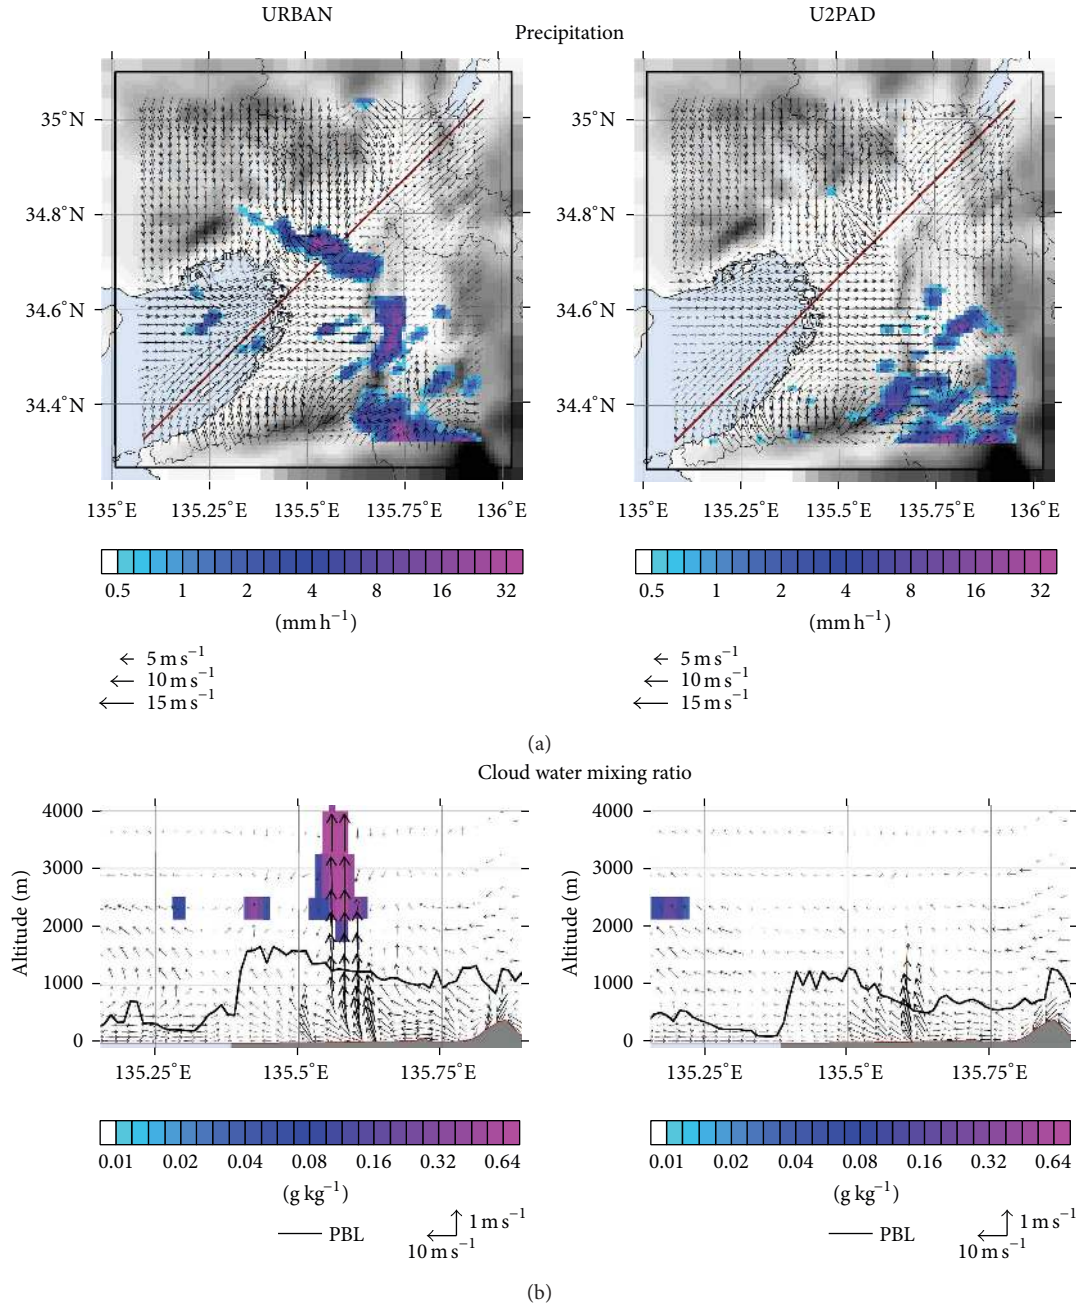 URBAN U2PAD
Precipitation
35°N 35°N
34.8°N 34.8°N
34.6°N 34.6°N
34.4°N 34.4°N
135°E 135.25°E 135.5°E 135.75°E 136°E 135°E 135.25°E 135.5°E 135.75°E 136°E
0.5 1 2 4 8 16 32 0.5 1 2 4 8 16 32
(mm h⁻¹) (mm h⁻¹)
5 m s⁻¹ 5 m s⁻¹
10 m s⁻¹ 10 m s⁻¹
15 m s⁻¹ 15 m s⁻¹
(a)
Cloud water mixing ratio
4000 4000
3000 3000
2000 2000
1000 1000
0 0
Altitude (m) Altitude (m)
135.25°E 135.5°E 135.75°E 135.25°E 135.5°E 135.75°E
0.01 0.02 0.04 0.08 0.16 0.32 0.64 0.01 0.02 0.04 0.08 0.16 0.32 0.64
(g kg⁻¹) (g kg⁻¹)
PBL 1 m s⁻¹ PBL 1 m s⁻¹
10 m s⁻¹ 10 m s⁻¹
(b)